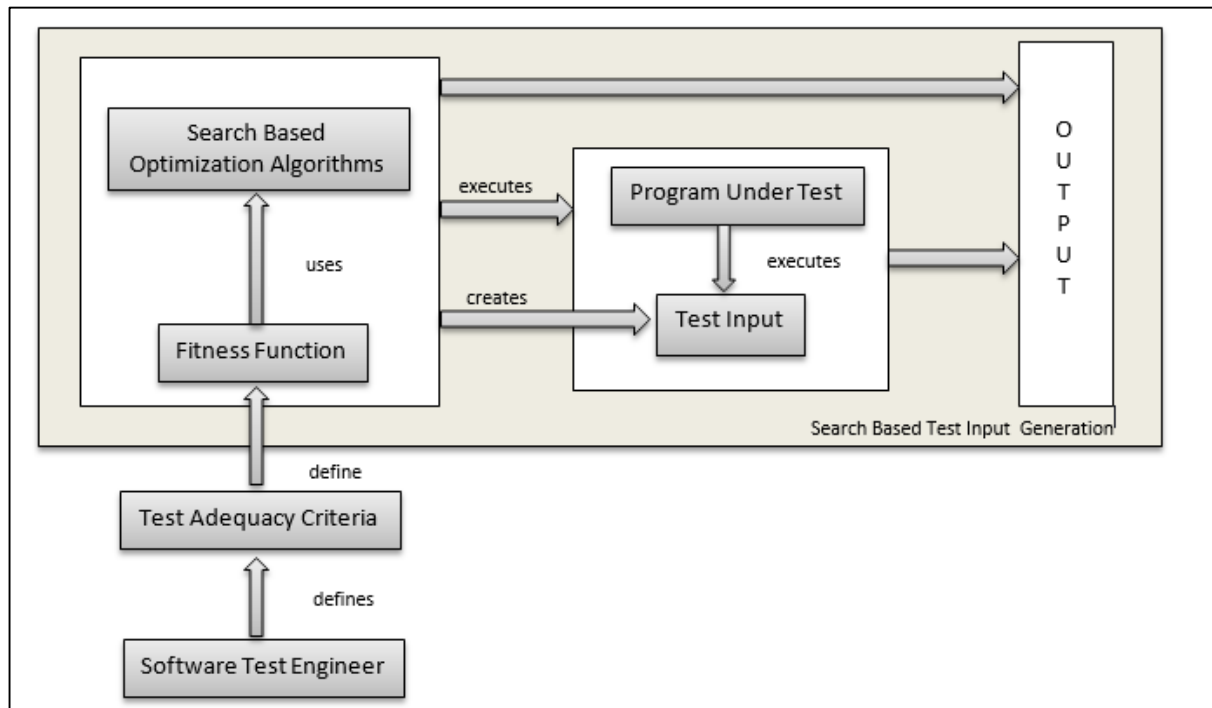 Search Based
Optimization Algorithms
uses
Fitness Function
executes
creates
Program Under Test
executes
Test Input
O
U
T
P
U
T
Search Based Test Input Generation
define
Test Adequacy Criteria
defines
Software Test Engineer